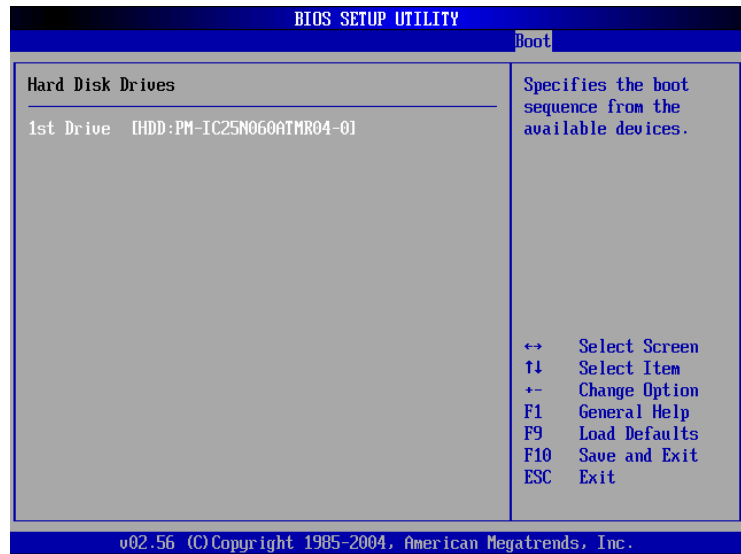 BIOS SETUP UTILITY
Boot
Hard Disk Drives
1st Drive [HDD:PM-IC25N060ATMR04-0]
Specifies the boot
sequence from the
available devices.
↔ Select Screen
↑↓ Select Item
+- Change Option
F1 General Help
F9 Load Defaults
F10 Save and Exit
ESC Exit
v02.56 (C)Copyright 1985-2004, American Megatrends, Inc.